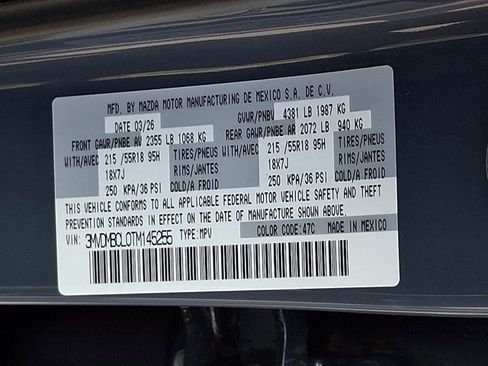 MFD. BY MAZDA MOTOR MANUFACTURING DE MEXICO S.A. DE C.V.
DATE 03/26 GVWR/PNBV 4381 LB 1987 KG
FRONT GAWR/PNBE AV 2355 LB 1068 KG REAR GAWR/PNBE AR 2072 LB 940 KG
WITH/AVEC 215 /55R18 95H TIRES/PNEUS WITH/AVEC 215 /55R18 95H TIRES/PNEUS
18X7J RIMS/JANTES 18X7J RIMS/JANTES
250 KPA/36 PSI COLD/A FROID 250 KPA/36 PSI COLD/A FROID
THIS VEHICLE CONFORMS TO ALL APPLICABLE FEDERAL MOTOR VEHICLE SAFETY AND THEFT
PREVENTION STANDARDS IN EFFECT ON THE DATE OF MANUFACTURE SHOWN ABOVE.
VIN: 3MVDMBCL0TM145255 TYPE:MPV COLOR CODE:47C MADE IN MEXICO